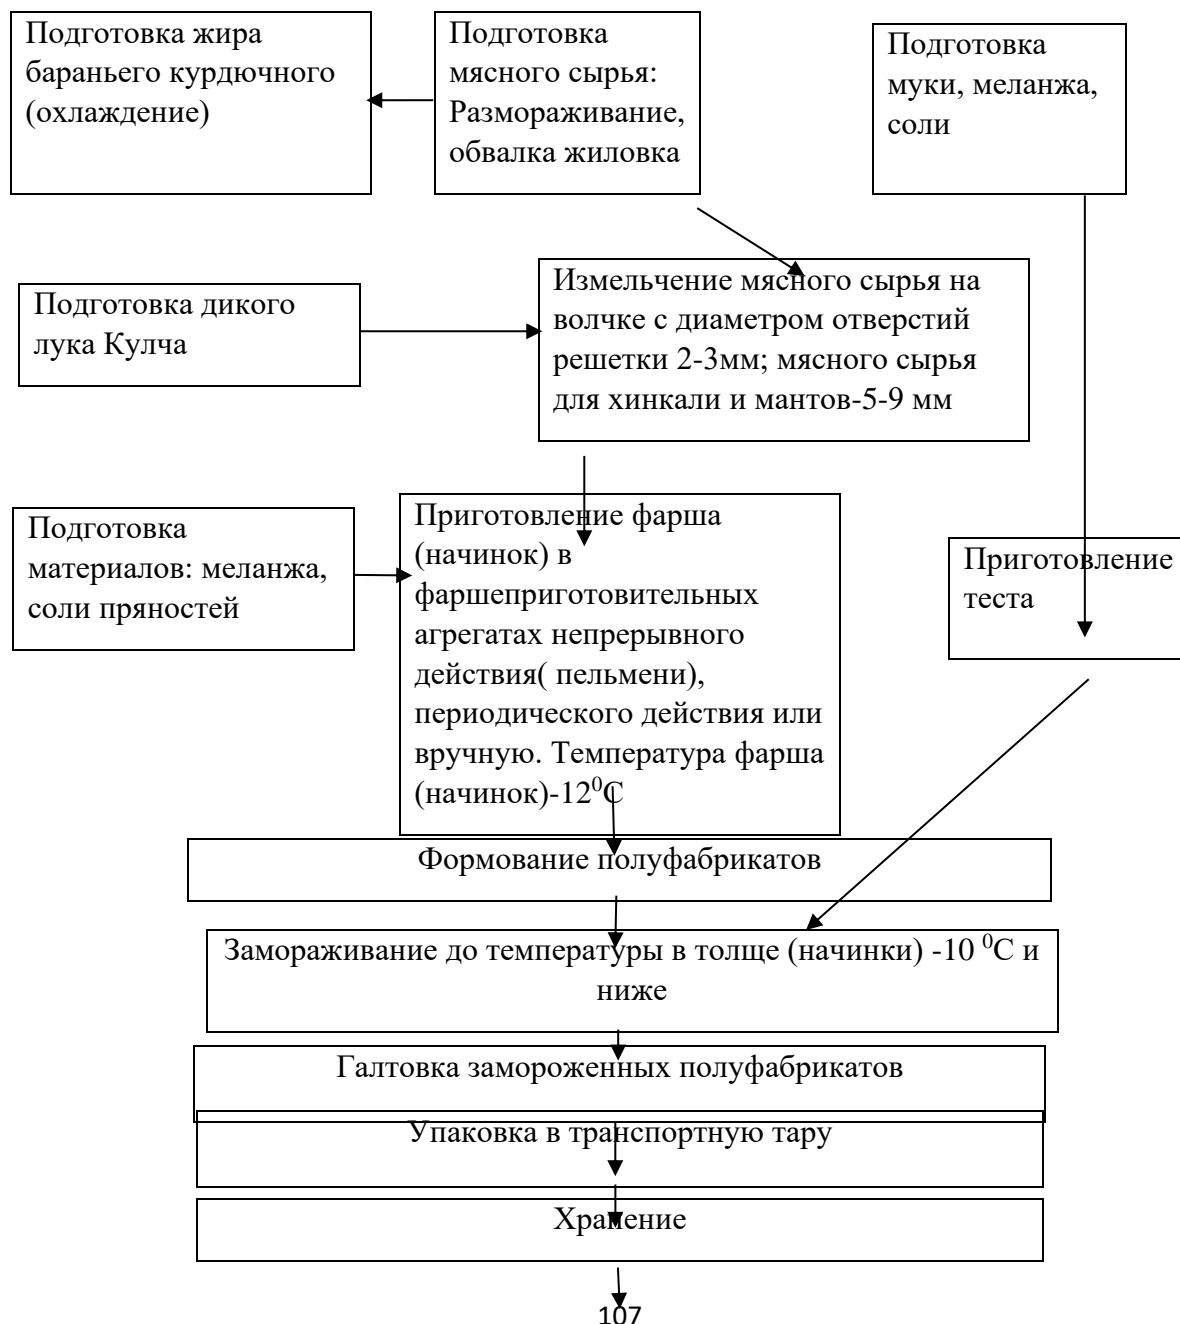 Подготовка жира
бараньего курдючного
(охлаждение)
Подготовка
мясного сырья:
Размораживание,
обвалка жиловка
Подготовка
муки, меланжа,
соли
Подготовка дикого
лука Кулча
Измельчение мясного сырья на
волчке с диаметром отверстий
решетки 2-3мм; мясного сырья
для хинкали и мантов-5-9 мм
Подготовка
материалов: меланжа,
соли пряностей
Приготовление фарша
(начинок) в
фаршеприготовительных
агрегатах непрерывного
действия( пельмени),
периодического действия или
вручную. Температура фарша
(начинок)-12⁰С
Приготовление
теста
Формование полуфабрикатов
Замораживание до температуры в толще (начинки) -10 ⁰С и
ниже
Галтовка замороженных полуфабрикатов
Упаковка в транспортную тару
Хранение
107